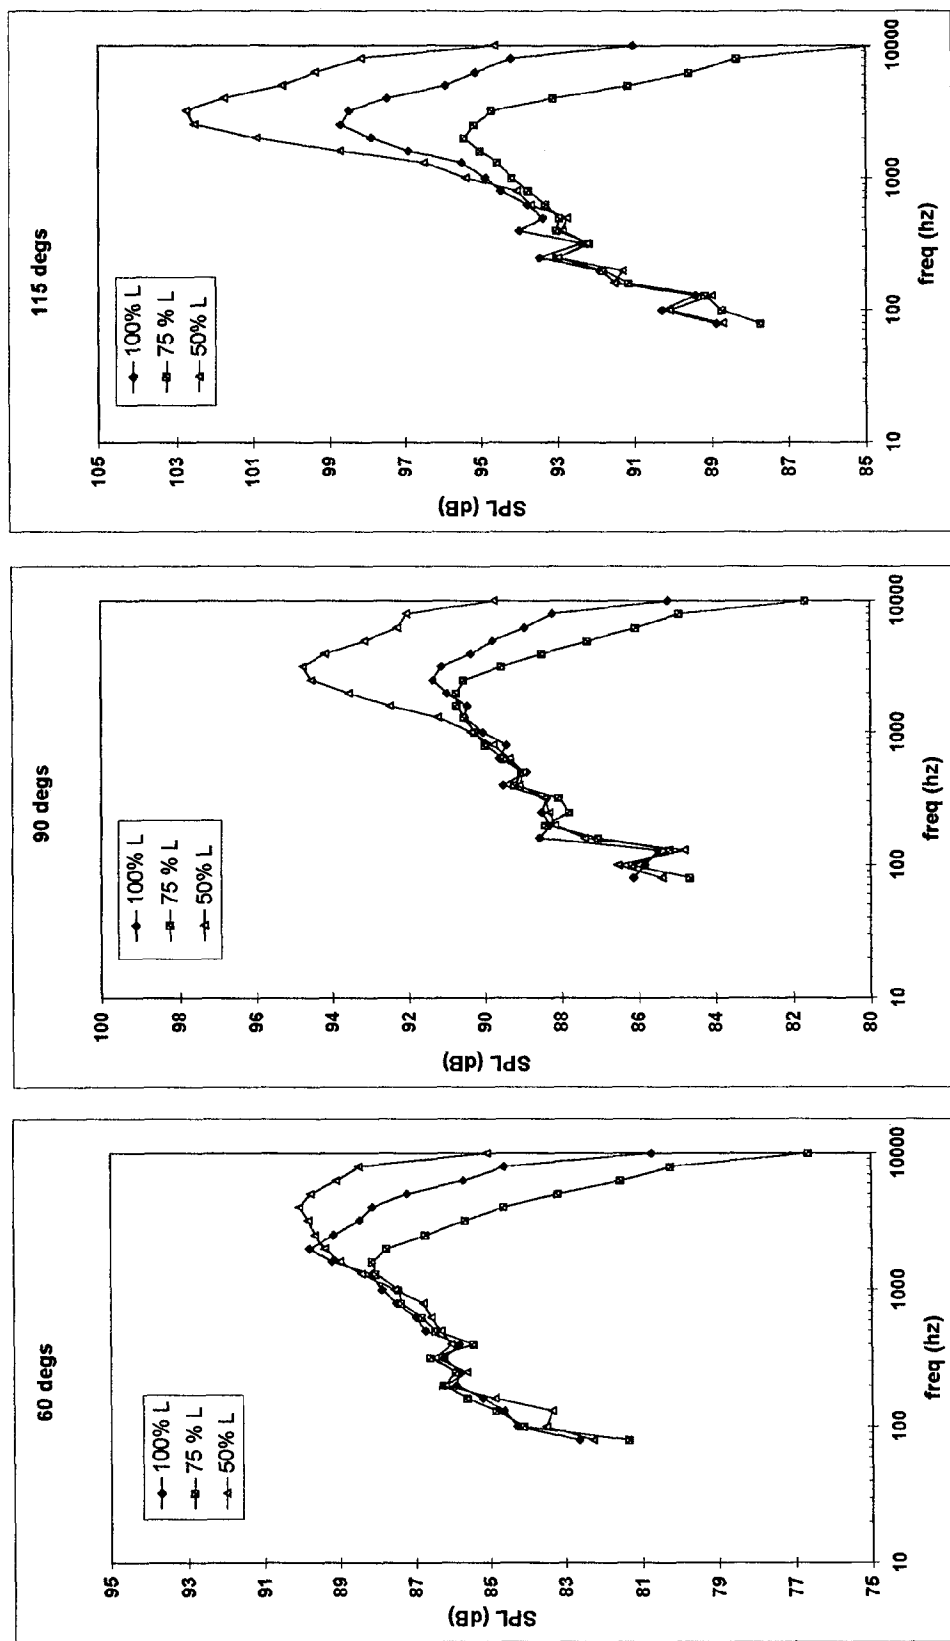 60 degs
100% L
75 % L
50% L
95
93
91
89
87
85
83
81
79
77
75
SPL (dB)
10
100
1000
10000
freq (hz)
90 degs
100% L
75 % L
50% L
100
98
96
94
92
90
88
86
84
82
80
SPL (dB)
10
100
1000
10000
freq (hz)
115 degs
100% L
75 % L
50% L
105
103
101
99
97
95
93
91
89
87
85
SPL (dB)
10
100
1000
10000
freq (hz)